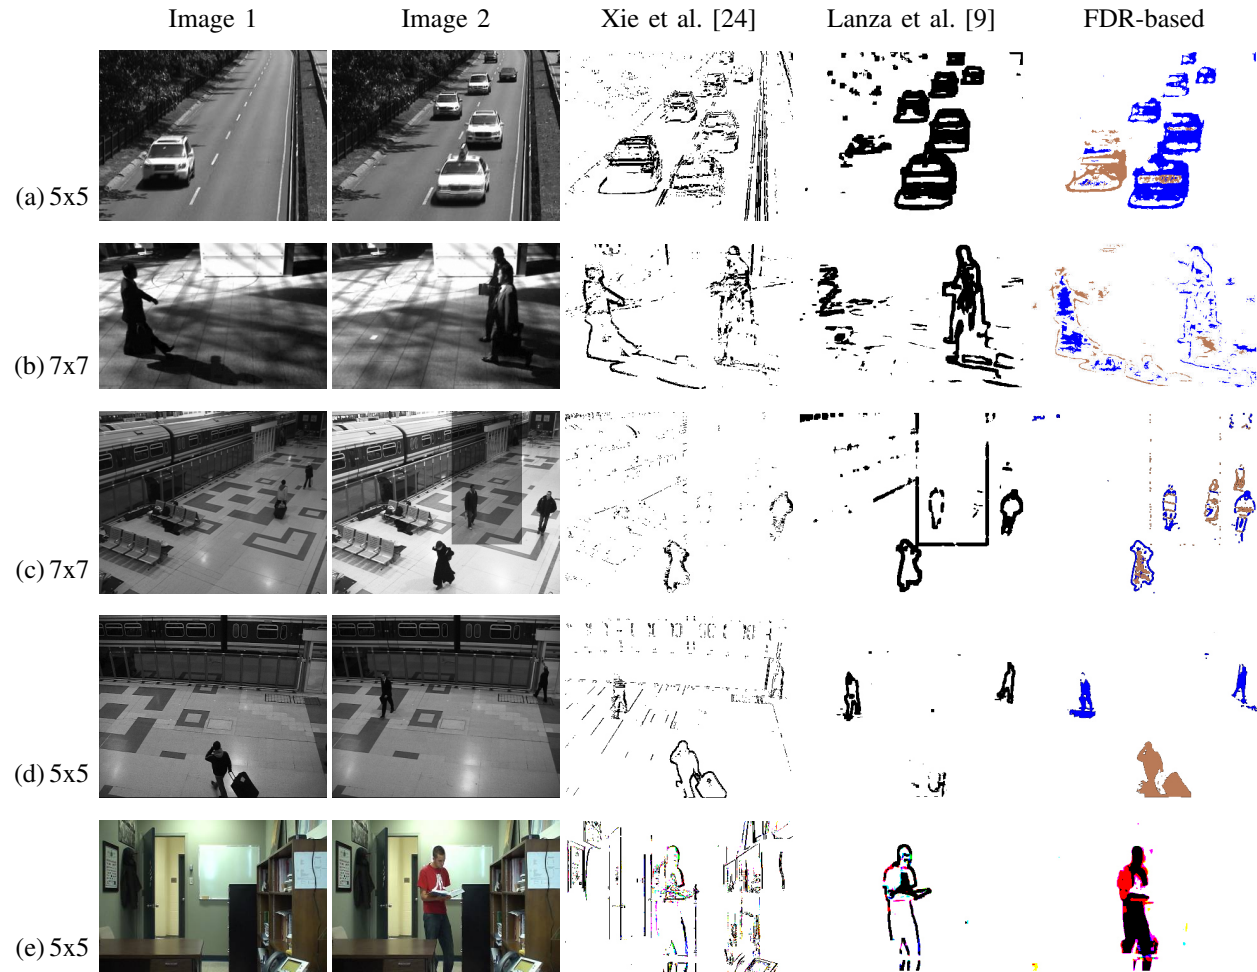 Image 1 Image 2 Xie et al. [24] Lanza et al. [9] FDR-based
(a) 5x5
(b) 7x7
(c) 7x7
(d) 5x5
(e) 5x5